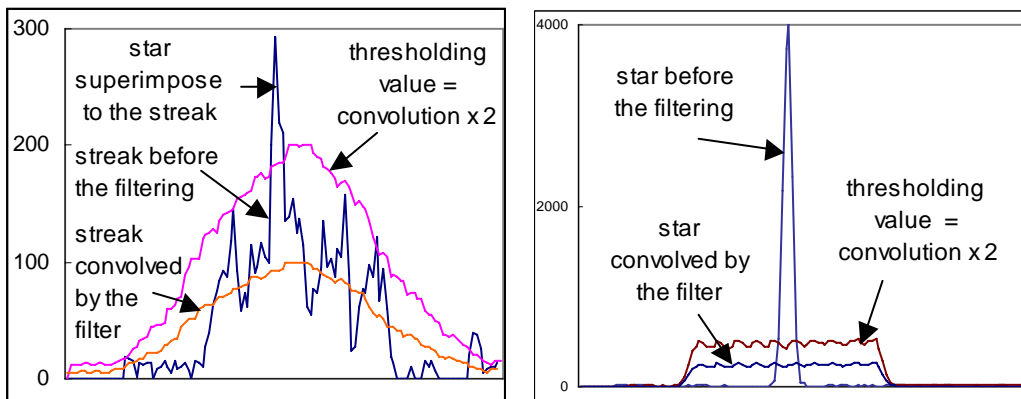 300
200
100
0
star
superimpose
to the streak
thresholding
value =
convolution x 2
streak before
the filtering
streak
convolved
by the
filter
4000
2000
0
star before
the filtering
thresholding
value =
convolution x 2
star
convolved by
the filter